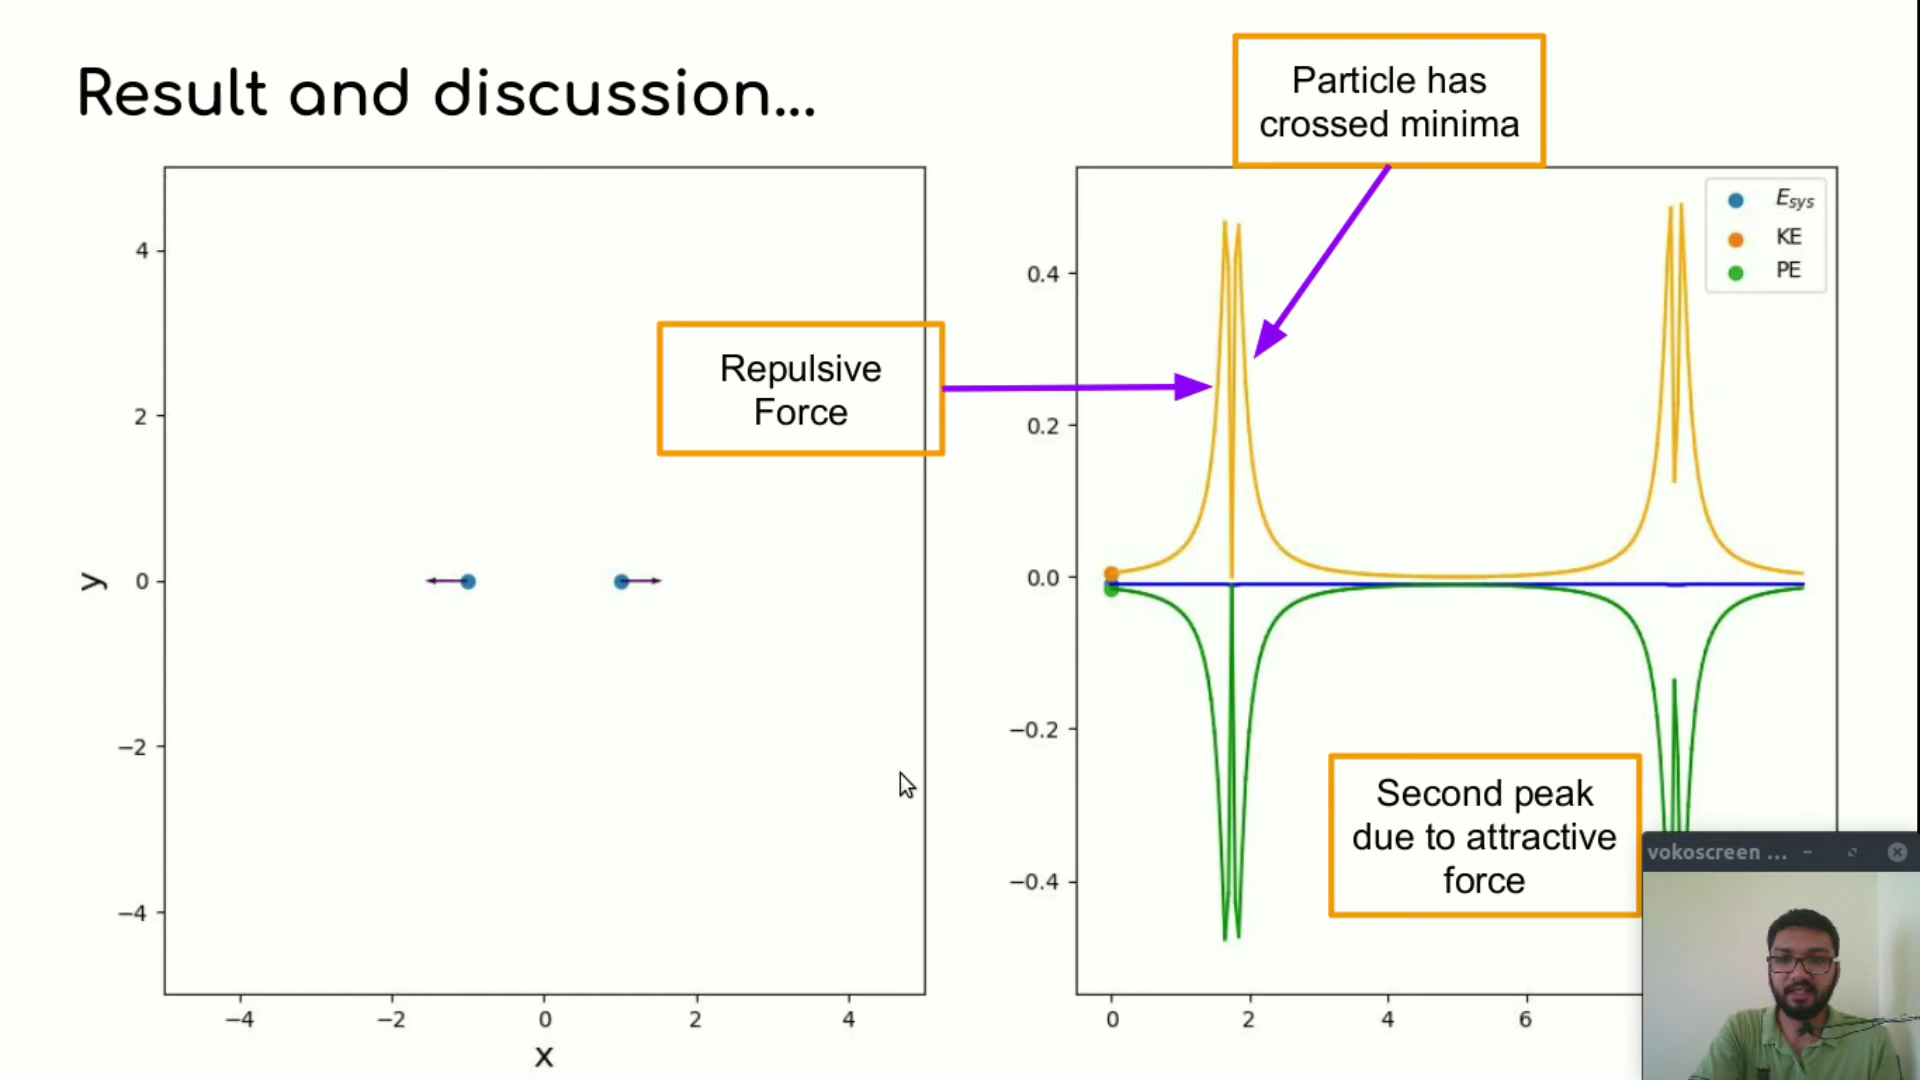 Result and discussion...
Particle has
crossed minima
Repulsive
Force
Second peak
due to attractive
force
E_sys
KE
PE
4
2
0
−2
−4
y
−4
−2
0
2
4
x
0.4
0.2
0.0
−0.2
−0.4
0
2
4
6
vokoscreen ...